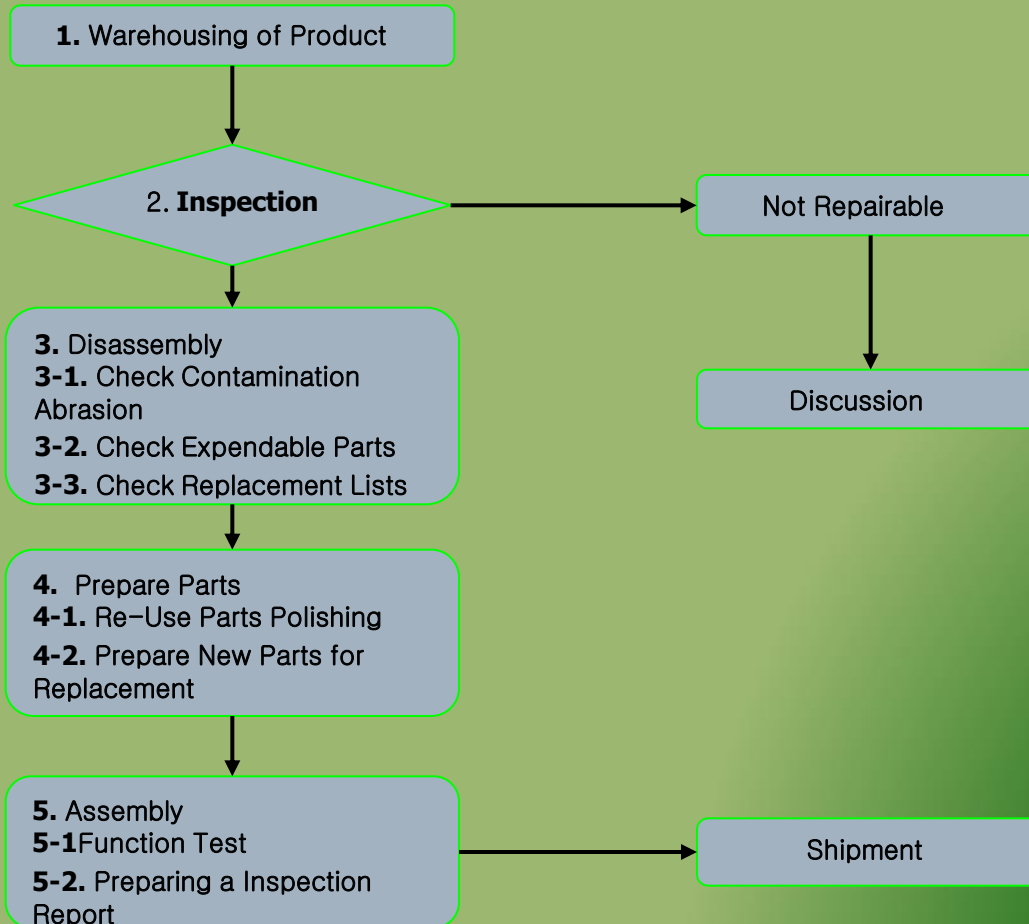 1. Warehousing of Product
2. Inspection
Not Repairable
3. Disassembly
3-1. Check Contamination
Abrasion
3-2. Check Expendable Parts
3-3. Check Replacement Lists
Discussion
4. Prepare Parts
4-1. Re-Use Parts Polishing
4-2. Prepare New Parts for
Replacement
5. Assembly
5-1Function Test
5-2. Preparing a Inspection
Report
Shipment